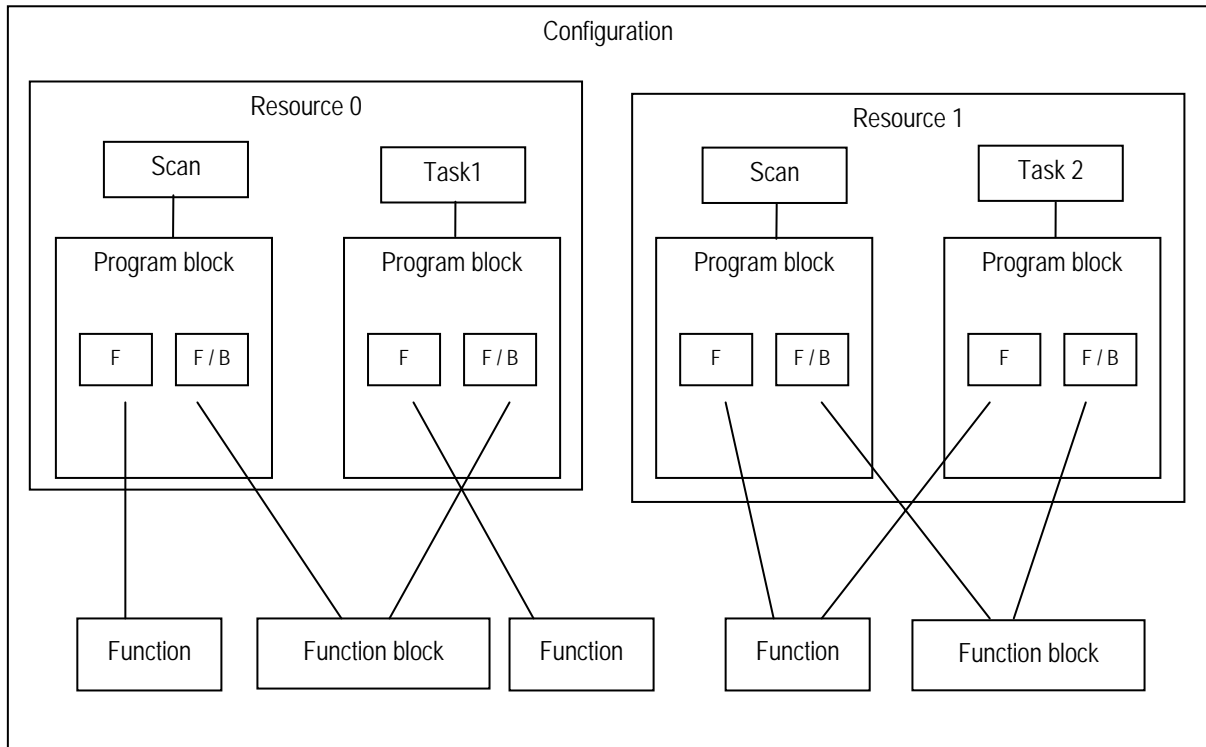 Configuration
Resource 0
Resource 1
Scan
Task1
Scan
Task 2
Program block
Program block
Program block
Program block
F
F / B
F
F / B
F
F / B
F
F / B
Function
Function block
Function
Function
Function block